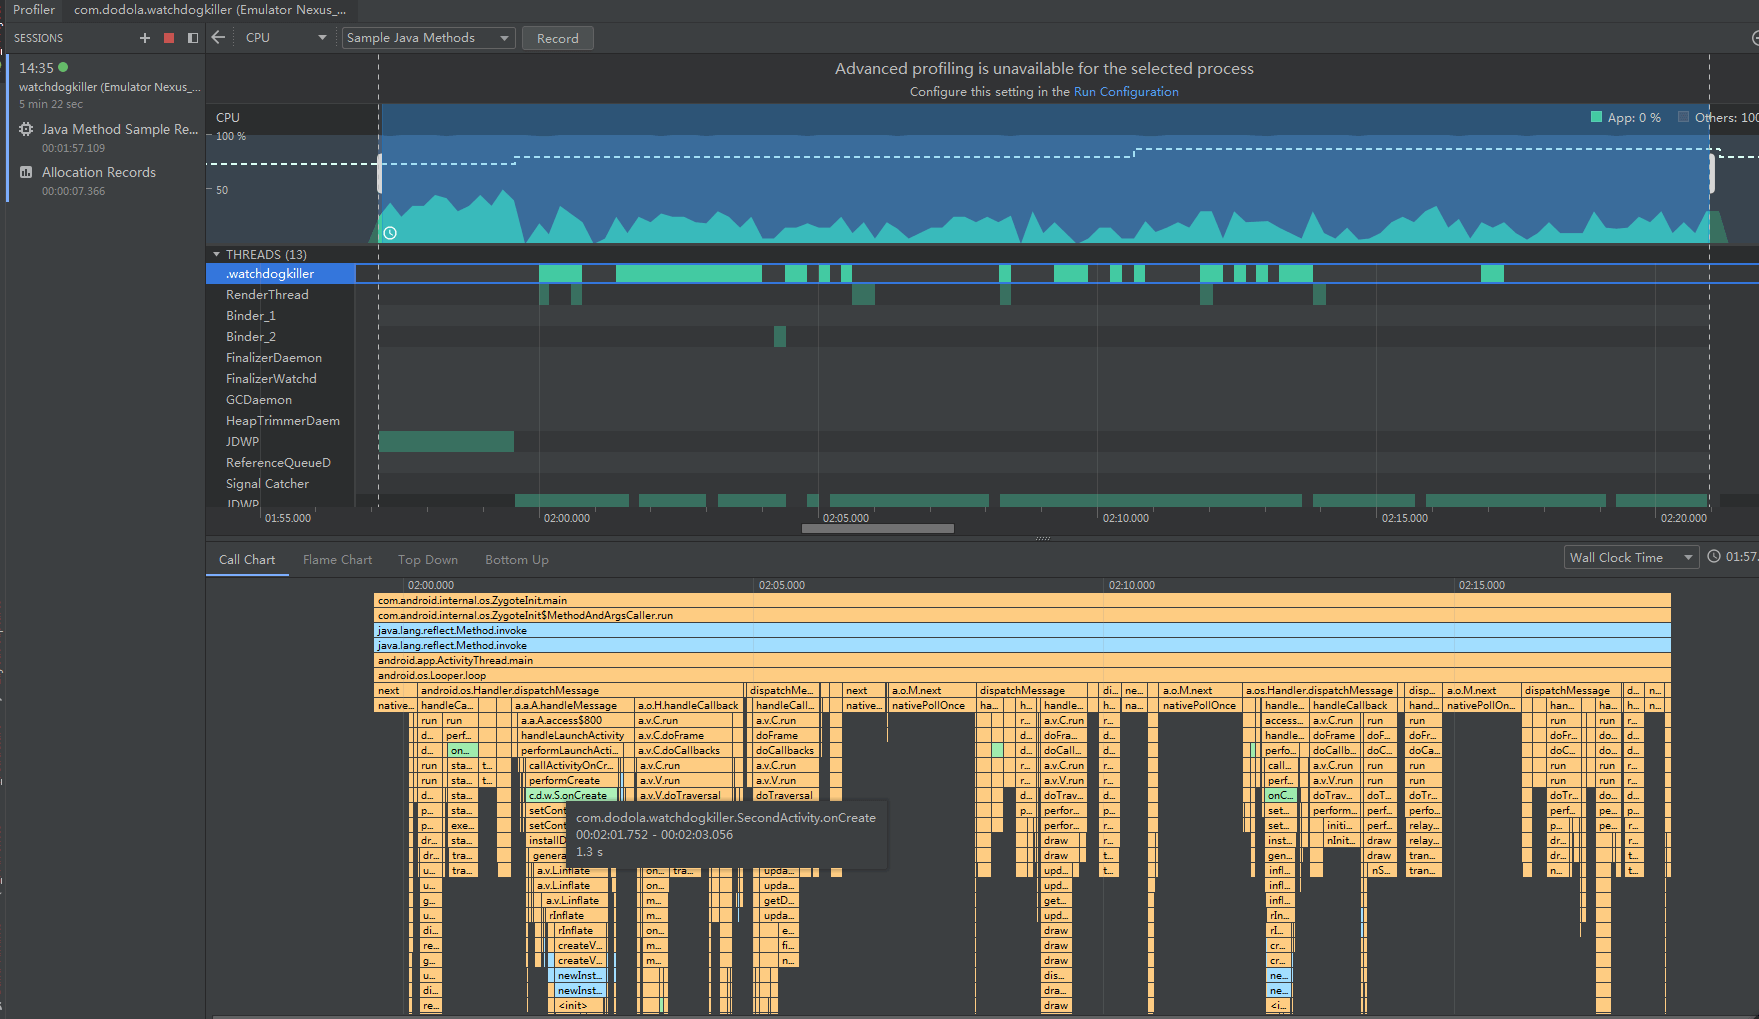 Profiler com.dodola.watchdogkiller (Emulator Nexus_...
SESSIONS CPU Sample Java Methods Record
14:35
watchdogkiller (Emulator Nexus_...
5 min 22 sec
Java Method Sample Re...
00:01:57.109
Allocation Records
00:00:07.366
Advanced profiling is unavailable for the selected process
Configure this setting in the Run Configuration
CPU App: 0 % Others: 100
100 %
50
THREADS (13)
.watchdogkiller
RenderThread
Binder_1
Binder_2
FinalizerDaemon
FinalizerWatchd
GCDaemon
HeapTrimmerDaem
JDWP
ReferenceQueueD
Signal Catcher
JDWP
01:55.000 02:00.000 02:05.000 02:10.000 02:15.000 02:20.000
Call Chart Flame Chart Top Down Bottom Up Wall Clock Time 01:57.
02:00.000 02:05.000 02:10.000 02:15.000
com.android.internal.os.ZygoteInit.main
com.android.internal.os.ZygoteInit$MethodAndArgsCaller.run
java.lang.reflect.Method.invoke
java.lang.reflect.Method.invoke
android.app.ActivityThread.main
android.os.Looper.loop
next android.os.Handler.dispatchMessage dispatchMe... next a.o.M.next dispatchMessage di... ne... a.o.M.next a.os.Handler.dispatchMessage disp... a.o.M.next dispatchMessage d... n...
native... handleCa... a.a.A.handleMessage a.o.H.handleCallback handleCall... native... nativePollOnce ha... h... handle... h... na... nativePollOnce handle... handleCallback hand... nativePollOn... han... ha... h... n...
run run a.a.A.access$800 a.v.C.run a.v.C.run r... a.v.C.run r... access... a.v.C.run run run run run r...
d... perf... handleLaunchActivity a.v.C.doFrame doFrame d... doFra... d... handle... doFrame doF... doFr... doFr... do... d...
d... on... performLaunchActi... a.v.C.doCallbacks doCallbacks d... doCall... d... perfo... doCallb... doC... doCa... doC... do... d...
run sta... t... callActivityOnCr... a.v.C.run a.v.C.run r... a.v.C.run r... call... a.v.C.run run run run run r...
run sta... t... performCreate a.v.V.run a.v.V.run r... a.v.V.run r... perf... a.v.V.run run run run run r...
d... sta... c.d.w.S.onCreate a.v.V.doTraversal doTraversal d... doTrav... d... onC... doTrav... doT... doTra... doTr... do... d...
p... sta... setCont p... perfor... p... set... perform... perf... perfo... perf... pe... p...
com.dodola.watchdogkiller.SecondActivity.onCreate
00:02:01.752 - 00:02:03.056
1.3 s
p... exe... setCont perfor... r... set... initi... perf... relay... p... pe... r...
dr... tra... installD draw r... inst... nInit... draw relay... dr... r...
dr... tra... genera draw t... gen... draw tran... dr... t...
u... tra... a.v.L.inflate on... tra... upda... upd... t... infl... nS... tran... n... t...
u... a.v.L.inflate on... upda... upd... infl...
g... a.v.L.inflate m... getD... get... infl...
u... rInflate m... upda... upd... rIn...
di... rInflate on... e... draw rI...
re... createV... m... fi... draw cr...
g... createV... m... n... draw cr...
u... newInst... dis... ne...
di... newInst... dra... ne...
re... <init> draw <i...